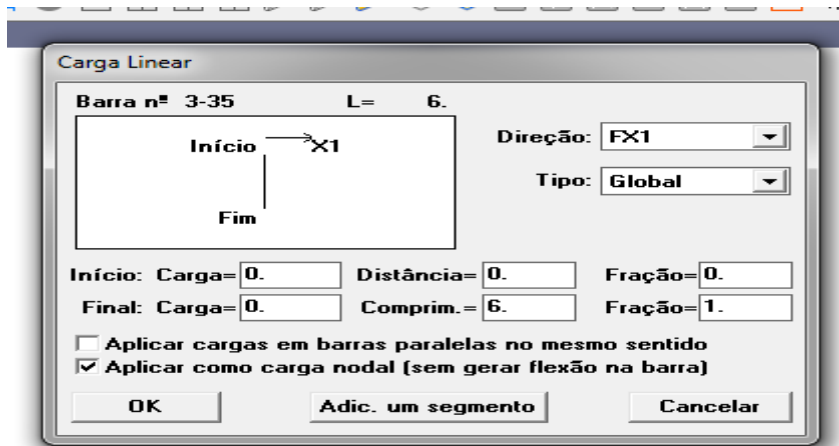 Carga Linear
Barra nº 3-35 L= 6.
Início X1
Fim
Direção: FX1
Tipo: Global
Início: Carga= 0. Distância= 0. Fração= 0.
Final: Carga= 0. Comprim.= 6. Fração= 1.
Aplicar cargas em barras paralelas no mesmo sentido
Aplicar como carga nodal (sem gerar flexão na barra)
OK Adic. um segmento Cancelar